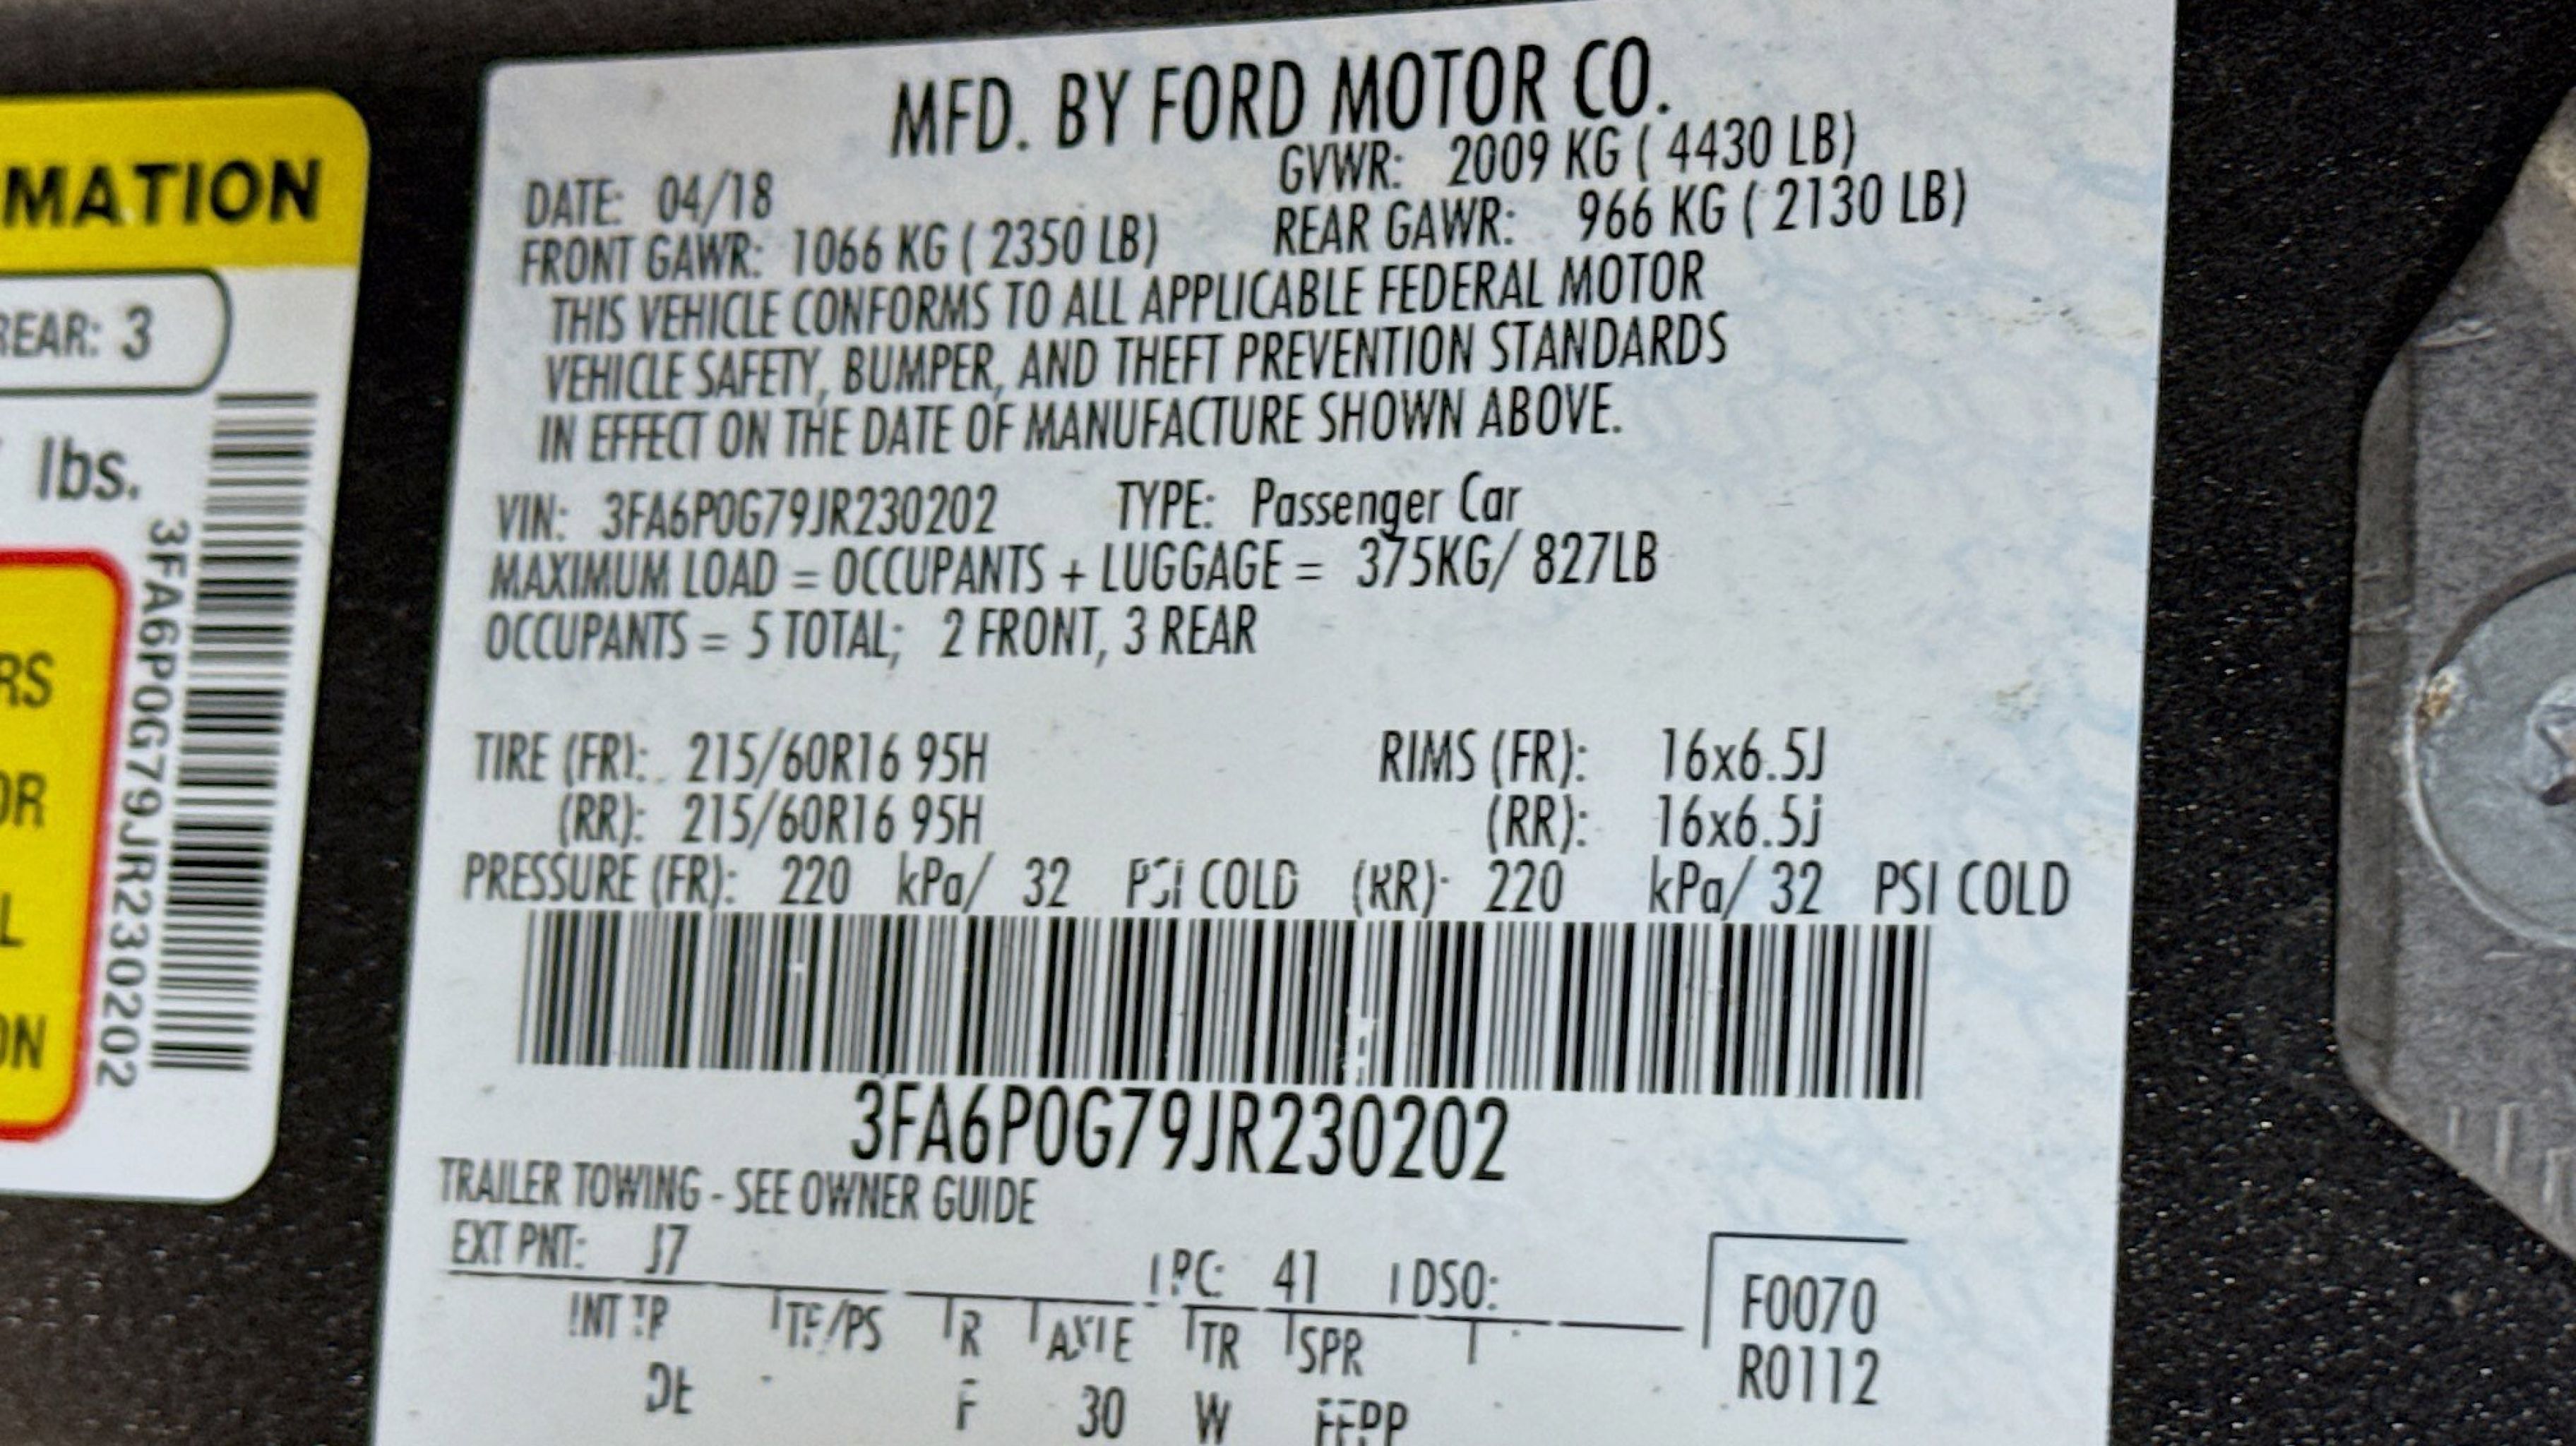 MATION
REAR: 3
lbs.
RS
OR
L
ON
3FA6P0G79JR230202
MFD. BY FORD MOTOR CO.
DATE: 04/18 GVWR: 2009 KG ( 4430 LB)
FRONT GAWR: 1066 KG ( 2350 LB) REAR GAWR: 966 KG ( 2130 LB)
THIS VEHICLE CONFORMS TO ALL APPLICABLE FEDERAL MOTOR
VEHICLE SAFETY, BUMPER, AND THEFT PREVENTION STANDARDS
IN EFFECT ON THE DATE OF MANUFACTURE SHOWN ABOVE.
VIN: 3FA6P0G79JR230202 TYPE: Passenger Car
MAXIMUM LOAD = OCCUPANTS + LUGGAGE = 375KG/ 827LB
OCCUPANTS = 5 TOTAL; 2 FRONT, 3 REAR
TIRE (FR): 215/60R16 95H RIMS (FR): 16x6.5J
(RR): 215/60R16 95H (RR): 16x6.5j
PRESSURE (FR): 220 kPa/ 32 PSI COLD (RR): 220 kPa/ 32 PSI COLD
3FA6P0G79JR230202
TRAILER TOWING - SEE OWNER GUIDE
EXT PNT: J7 RC: 41 DSO:
INT TR TP/PS R AXLE TR SPR
F 30 W
F0070
R0112